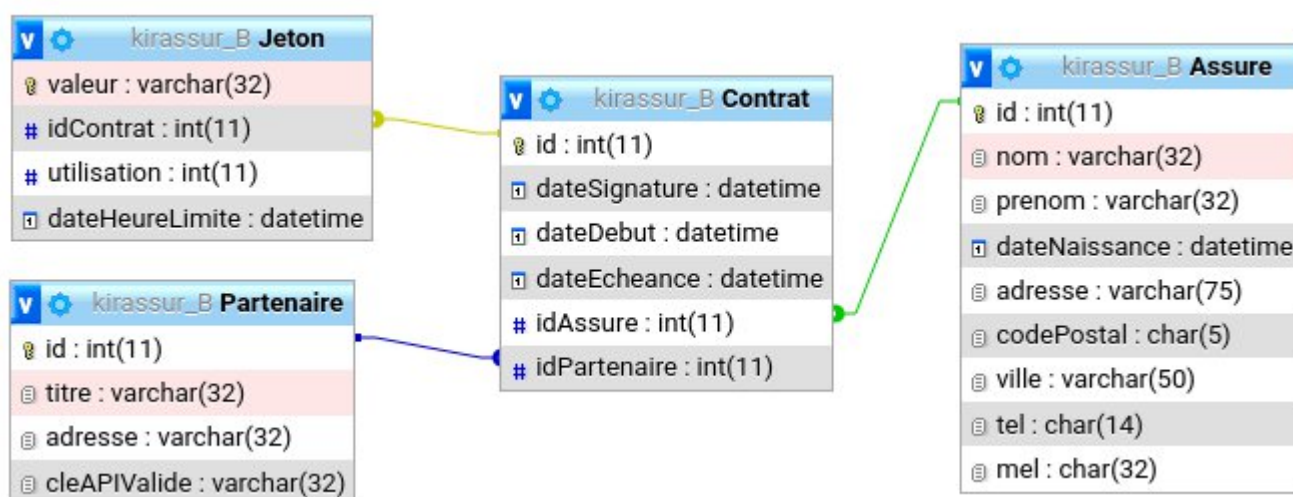 kirassur_B Jeton
valeur : varchar(32)
idContrat : int(11)
utilisation : int(11)
dateHeureLimite : datetime
kirassur_B Partenaire
id : int(11)
titre : varchar(32)
adresse : varchar(32)
cleAPIValide : varchar(32)
kirassur_B Contrat
id : int(11)
dateSignature : datetime
dateDebut : datetime
dateEcheance : datetime
idAssure : int(11)
idPartenaire : int(11)
kirassur_B Assure
id : int(11)
nom : varchar(32)
prenom : varchar(32)
dateNaissance : datetime
adresse : varchar(75)
codePostal : char(5)
ville : varchar(50)
tel : char(14)
mel : char(32)